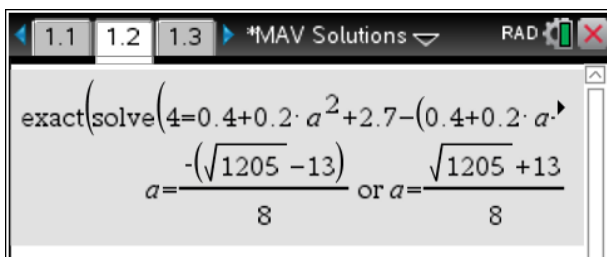 1.1 1.2 1.3 *MAV Solutions RAD
exact(solve(4=0.4+0.2·a²+2.7−(0.4+0.2·a·
a=-(√1205 −13)/8 or a=(√1205 +13)/8